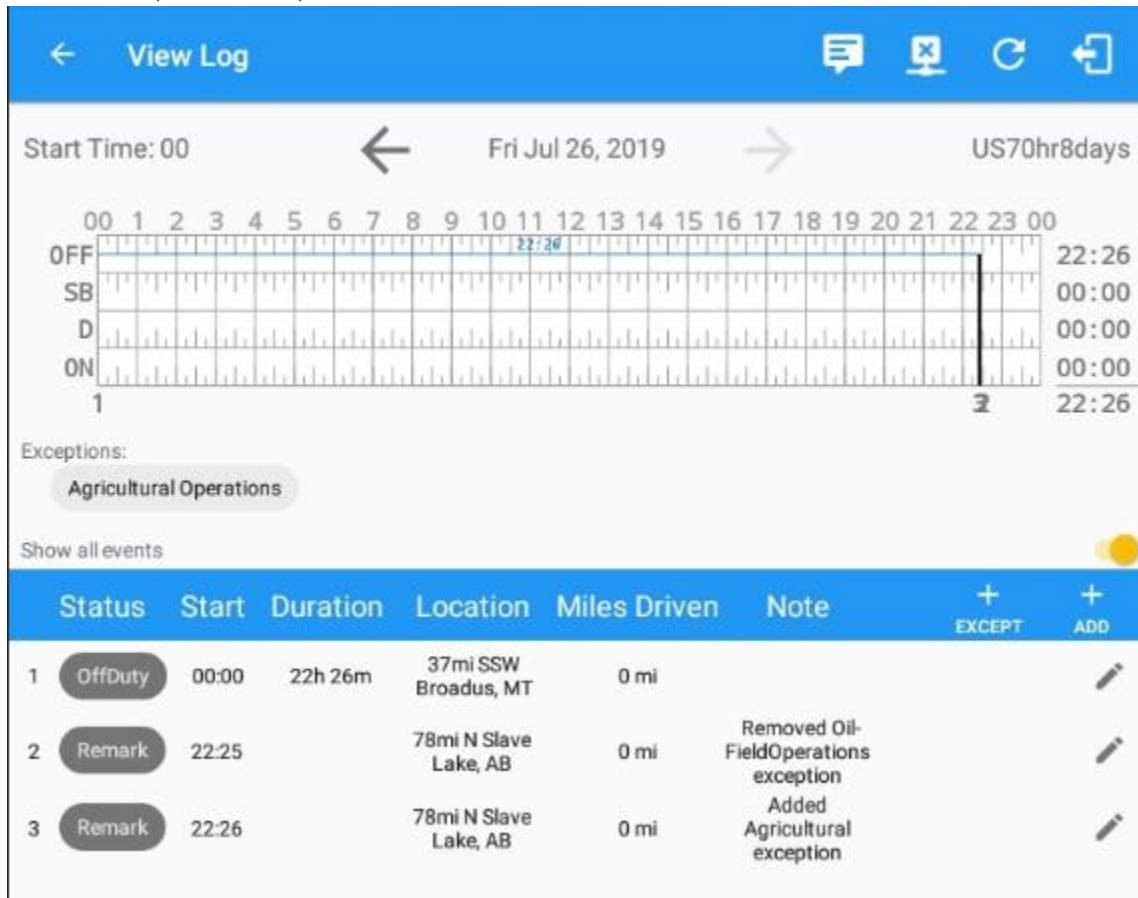 View Log
Start Time: 00 Fri Jul 26, 2019 US70hr8days
00 1 2 3 4 5 6 7 8 9 10 11 12 13 14 15 16 17 18 19 20 21 22 23 00
22:26
OFF 22:26
SB 00:00
D 00:00
ON 00:00
1 3 2 22:26
Exceptions:
Agricultural Operations
Show all events
Status Start Duration Location Miles Driven Note + EXCEPT + ADD
1 OffDuty 00:00 22h 26m 37mi SSW
Broadus, MT 0 mi
2 Remark 22:25 78mi N Slave
Lake, AB 0 mi Removed Oil-
FieldOperations
exception
3 Remark 22:26 78mi N Slave
Lake, AB 0 mi Added
Agricultural
exception